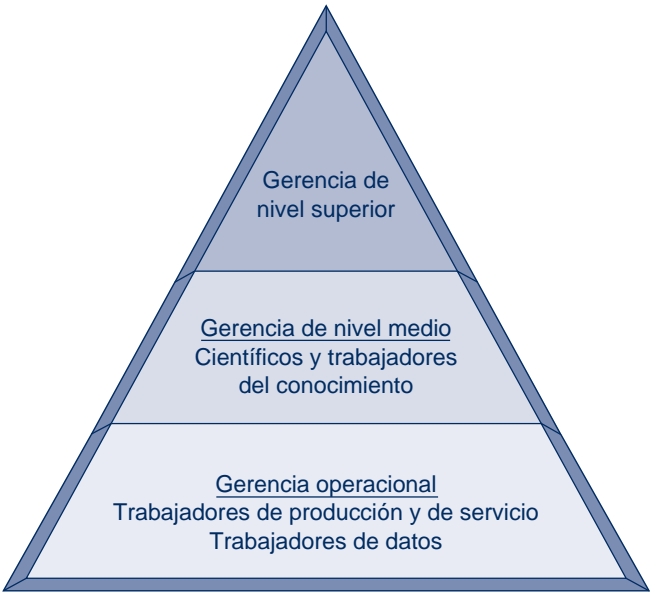 Gerencia de
nivel superior
Gerencia de nivel medio
Científicos y trabajadores
del conocimiento
Gerencia operacional
Trabajadores de producción y de servicio
Trabajadores de datos